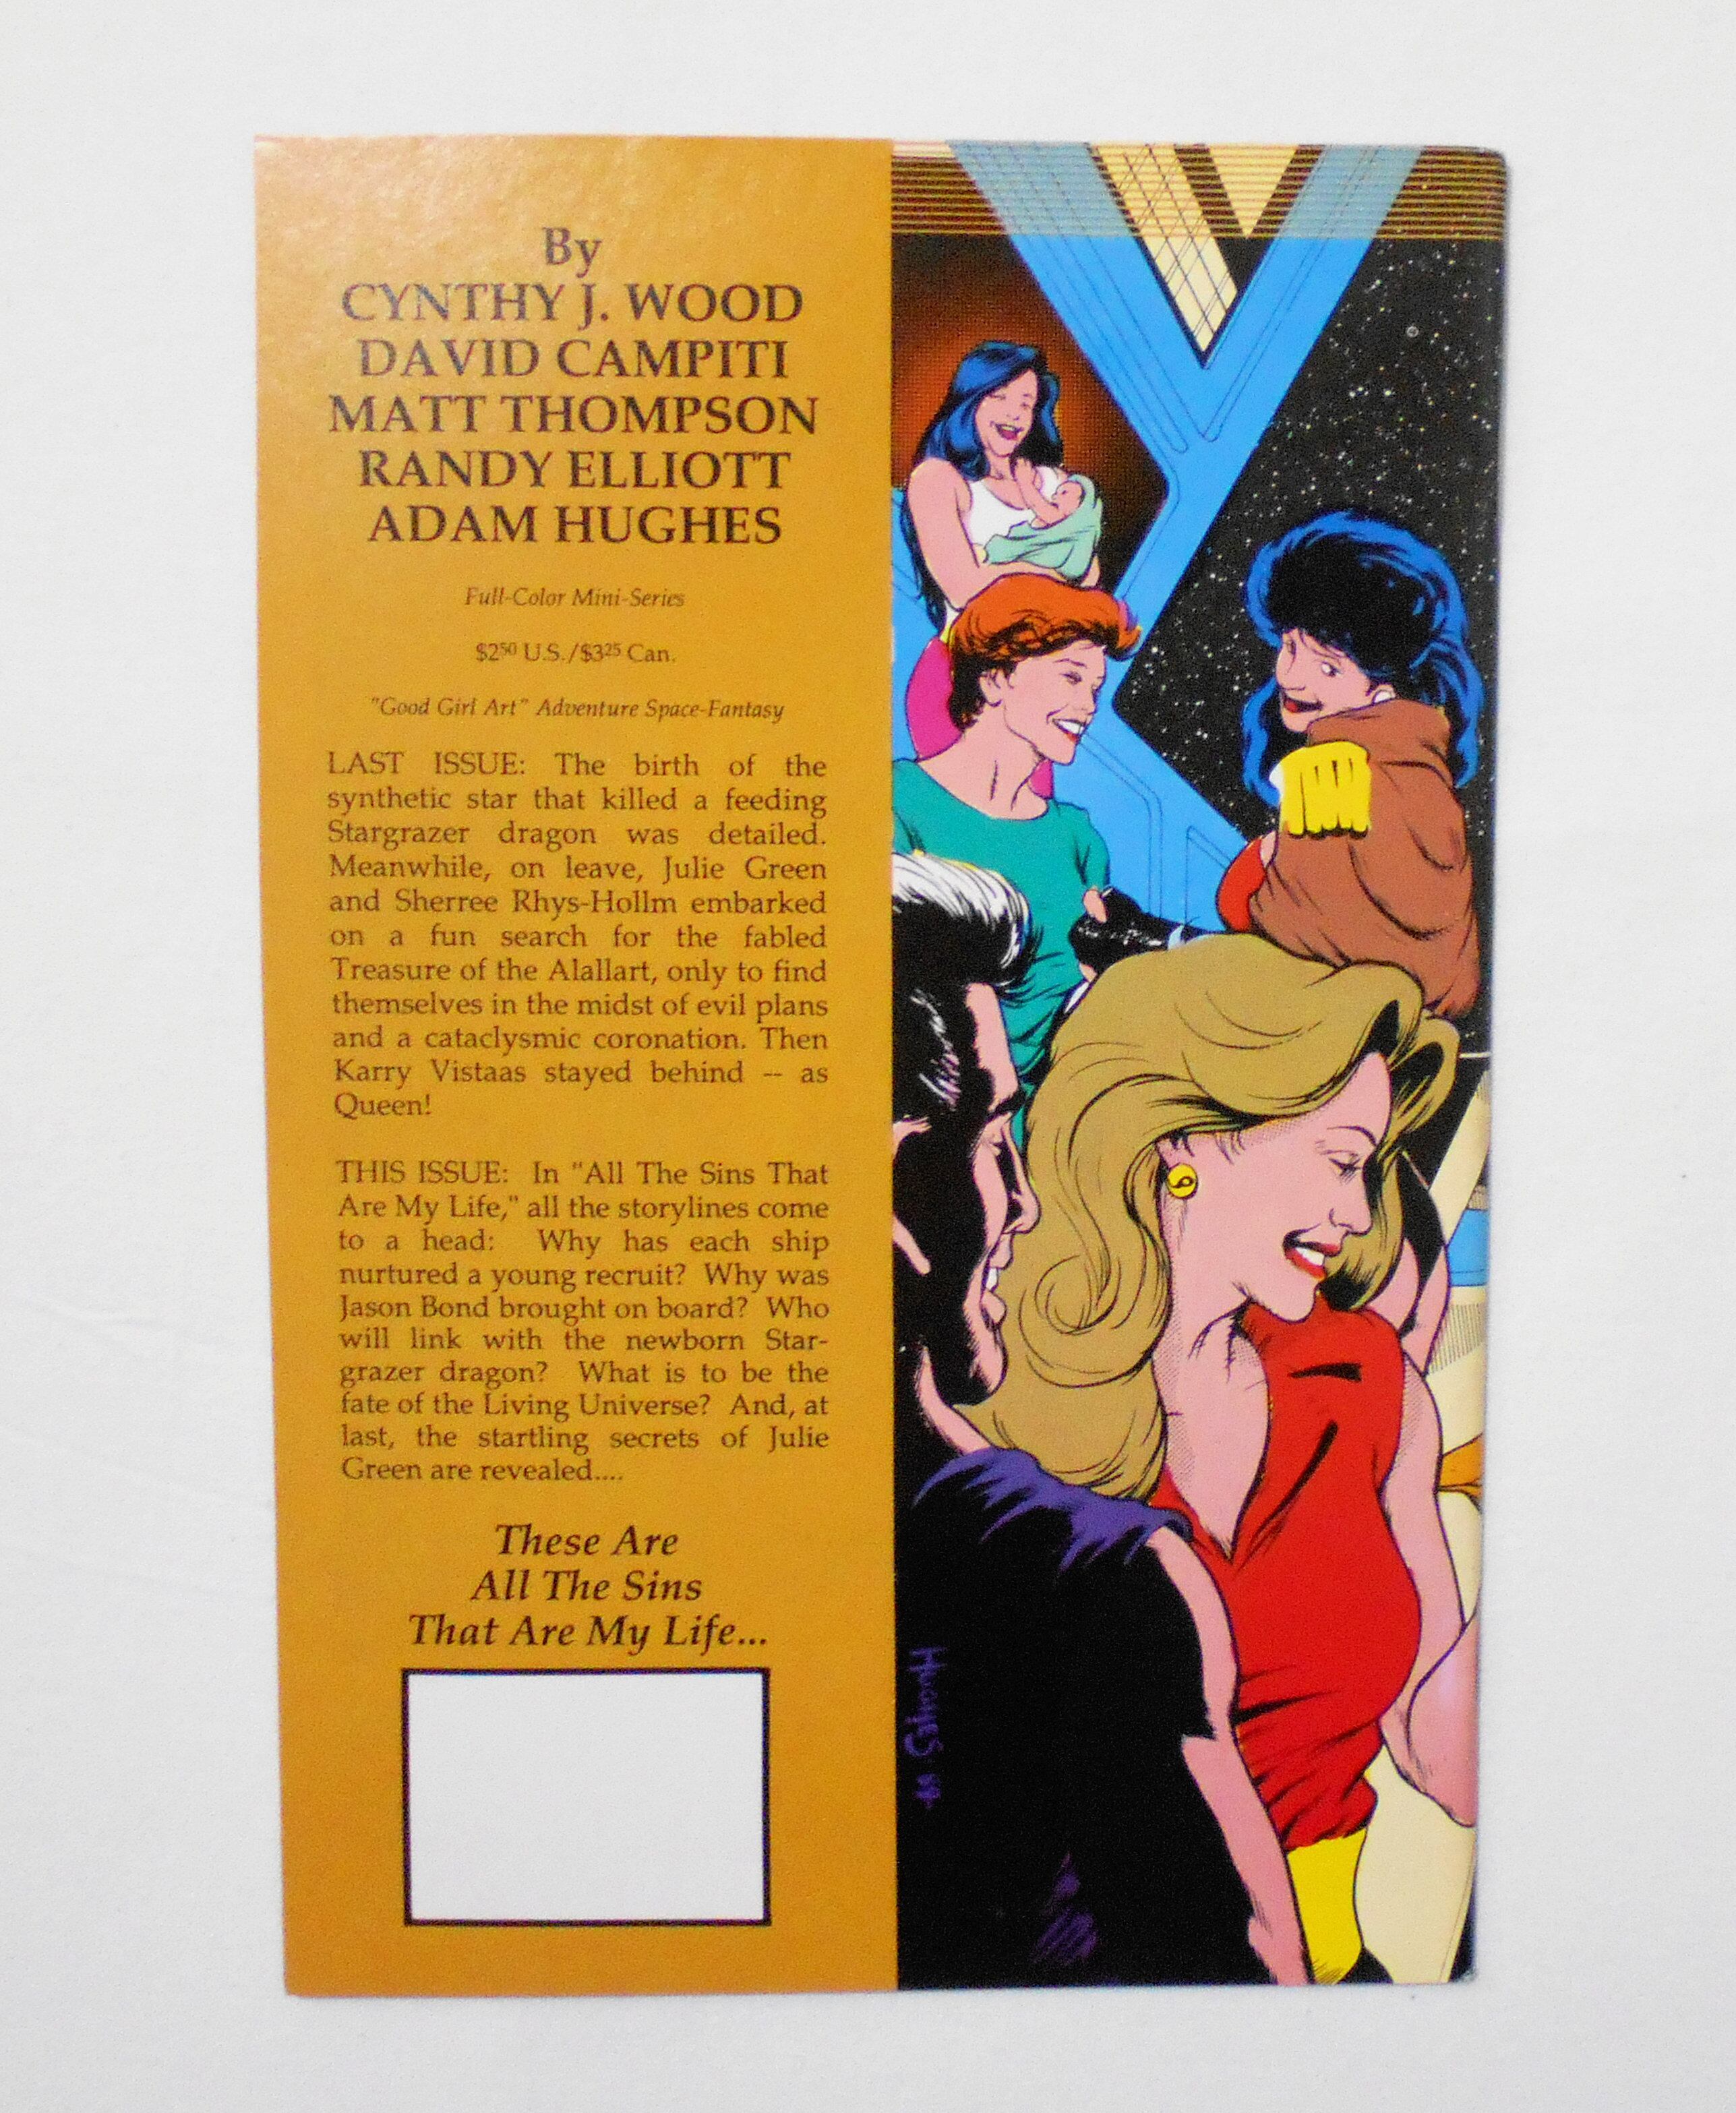 By
CYNTHY J. WOOD
DAVID CAMPITI
MATT THOMPSON
RANDY ELLIOTT
ADAM HUGHES
Full-Color Mini-Series
$2⁵⁰ U.S./$3²⁵ Can.
"Good Girl Art" Adventure Space-Fantasy
LAST ISSUE: The birth of the
synthetic star that killed a feeding
Stargrazer dragon was detailed.
Meanwhile, on leave, Julie Green
and Sherree Rhys-Hollm embarked
on a fun search for the fabled
Treasure of the Alallart, only to find
themselves in the midst of evil plans
and a cataclysmic coronation. Then
Karry Vistaas stayed behind -- as
Queen!
THIS ISSUE: In "All The Sins That
Are My Life," all the storylines come
to a head: Why has each ship
nurtured a young recruit? Why was
Jason Bond brought on board? Who
will link with the newborn Star-
grazer dragon? What is to be the
fate of the Living Universe? And, at
last, the startling secrets of Julie
Green are revealed....
These Are
All The Sins
That Are My Life...
HUGHES